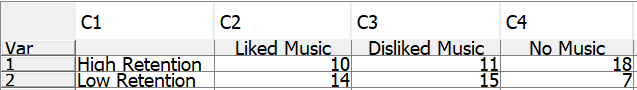 C1 C2 C3 C4
Var Liked Music Disliked Music No Music
1 High Retention 10 11 18
2 Low Retention 14 15 7